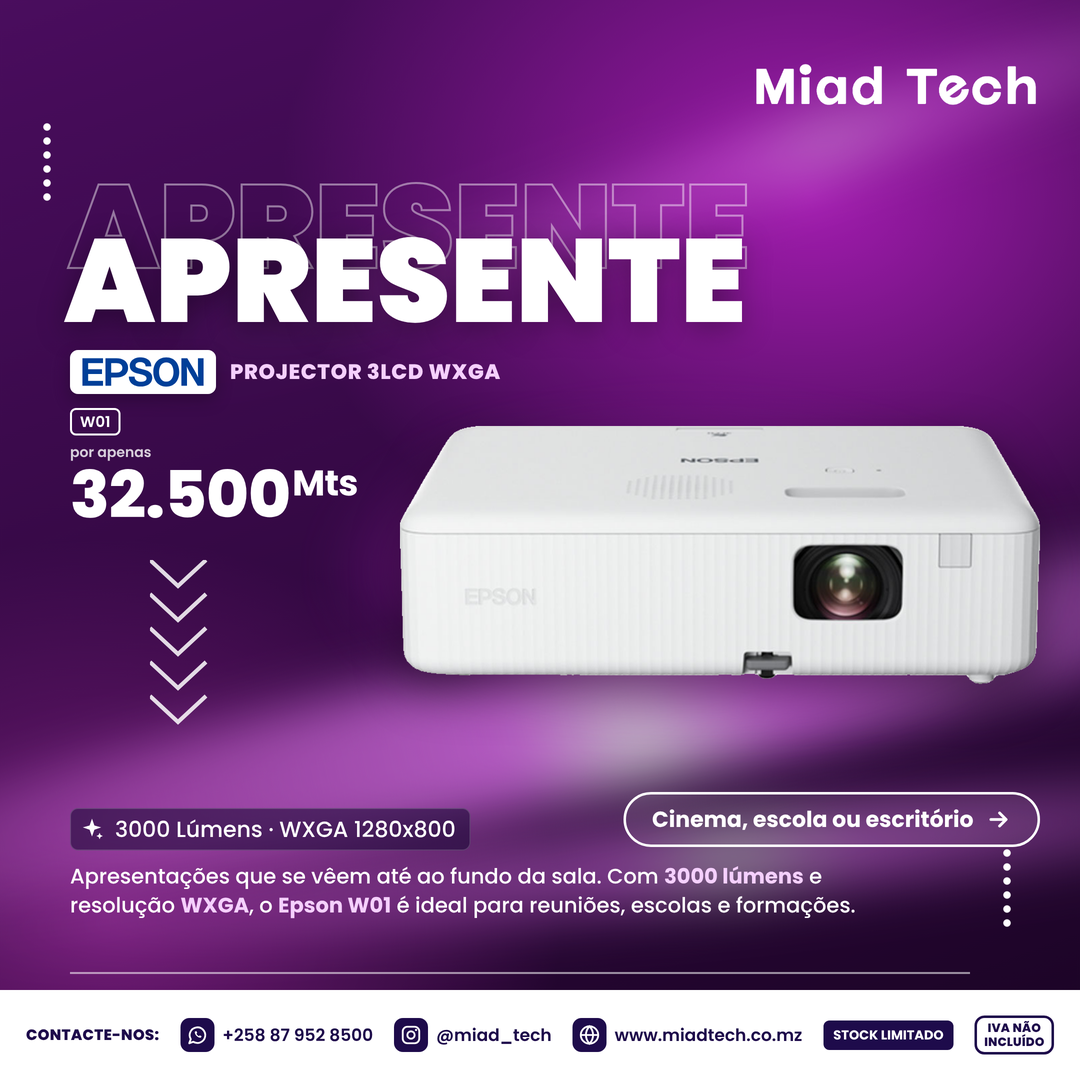 Miad Tech
APRESENTE
APRESENTE
EPSON PROJECTOR 3LCD WXGA
W01
por apenas
32.500Mts
EPSON
EPSON
3000 Lúmens · WXGA 1280x800
Cinema, escola ou escritório →
Apresentações que se vêem até ao fundo da sala. Com 3000 lúmens e
resolução WXGA, o Epson W01 é ideal para reuniões, escolas e formações.
CONTACTE-NOS: +258 87 952 8500 @miad_tech www.miadtech.co.mz STOCK LIMITADO IVA NÃO
INCLUÍDO